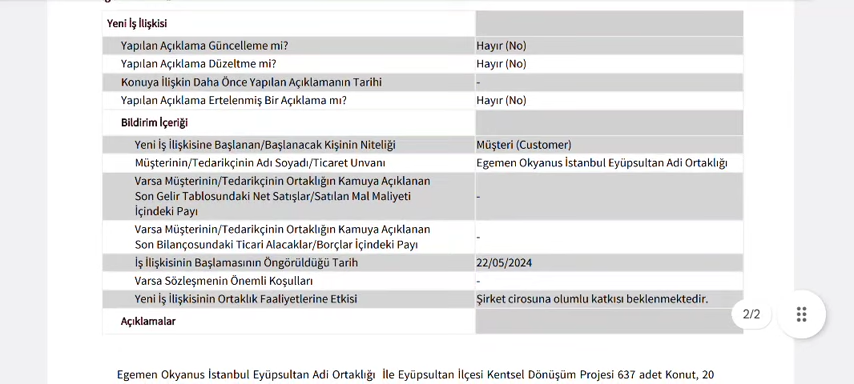 Yeni İş İlişkisi
Yapılan Açıklama Güncelleme mi? Hayır (No)
Yapılan Açıklama Düzeltme mi? Hayır (No)
Konuya İlişkin Daha Önce Yapılan Açıklamanın Tarihi -
Yapılan Açıklama Ertelenmiş Bir Açıklama mı? Hayır (No)
Bildirim İçeriği
Yeni İş İlişkisine Başlanan/Başlanacak Kişinin Niteliği Müşteri (Customer)
Müşterinin/Tedarikçinin Adı Soyadı/Ticaret Unvanı Egemen Okyanus İstanbul Eyüpsultan Adi Ortaklığı
Varsa Müşterinin/Tedarikçinin Ortaklığın Kamuya Açıklanan
Son Gelir Tablosundaki Net Satışlar/Satılan Mal Maliyeti -
İçindeki Payı
Varsa Müşterinin/Tedarikçinin Ortaklığın Kamuya Açıklanan
Son Bilançosundaki Ticari Alacaklar/Borçlar İçindeki Payı -
İş İlişkisinin Başlamasının Öngörüldüğü Tarih 22/05/2024
Varsa Sözleşmenin Önemli Koşulları -
Yeni İş İlişkisinin Ortaklık Faaliyetlerine Etkisi Şirket cirosuna olumlu katkısı beklenmektedir.
2/2
Açıklamalar
Egemen Okyanus İstanbul Eyüpsultan Adi Ortaklığı İle Eyüpsultan İlçesi Kentsel Dönüşüm Projesi 637 adet Konut, 20